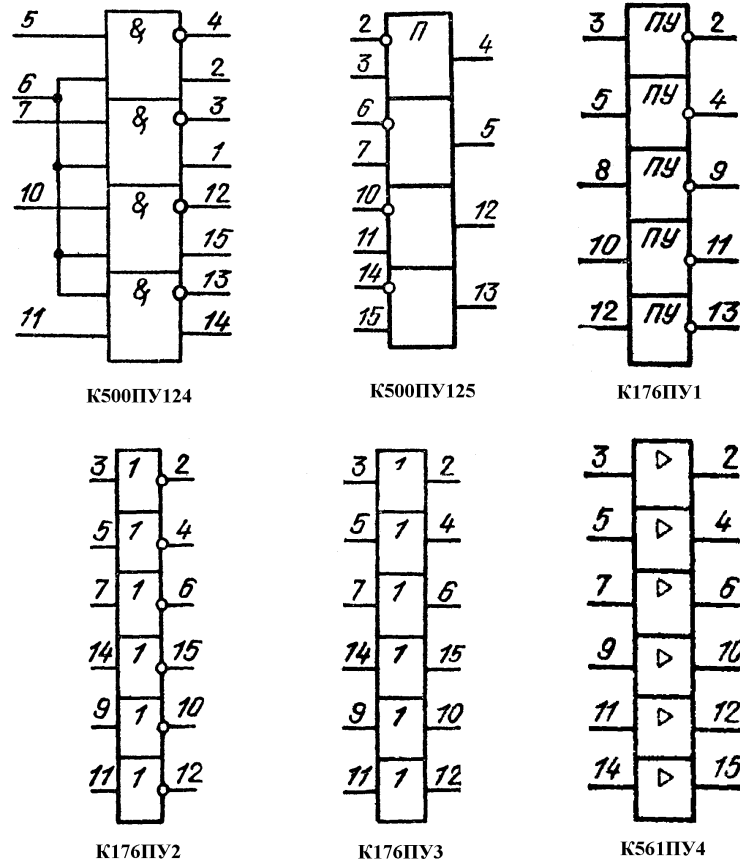 5 & 4
2
6
7 & 3
1
10 & 12
15
& 13
11 14
К500ПУ124
2 П 4
3
6
5
7
10
12
11
14
13
15
К500ПУ125
3 ПУ 2
5 ПУ 4
8 ПУ 9
10 ПУ 11
12 ПУ 13
К176ПУ1
3 1 2
5 1 4
7 1 6
14 1 15
9 1 10
11 1 12
К176ПУ2
3 1 2
5 1 4
7 1 6
14 1 15
9 1 10
11 1 12
К176ПУ3
3 ▷ 2
5 ▷ 4
7 ▷ 6
9 ▷ 10
11 ▷ 12
14 ▷ 15
К561ПУ4